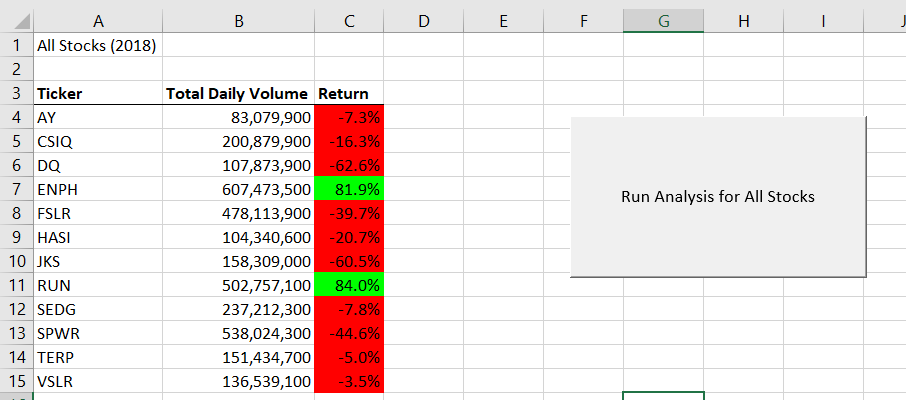 A B C D E F G H I
1 All Stocks (2018)
2
3 Ticker Total Daily Volume Return
4 AY 83,079,900 -7.3%
5 CSIQ 200,879,900 -16.3%
6 DQ 107,873,900 -62.6%
7 ENPH 607,473,500 81.9%
8 FSLR 478,113,900 -39.7%
9 HASI 104,340,600 -20.7%
10 JKS 158,309,000 -60.5%
11 RUN 502,757,100 84.0%
12 SEDG 237,212,300 -7.8%
13 SPWR 538,024,300 -44.6%
14 TERP 151,434,700 -5.0%
15 VSLR 136,539,100 -3.5%
Run Analysis for All Stocks